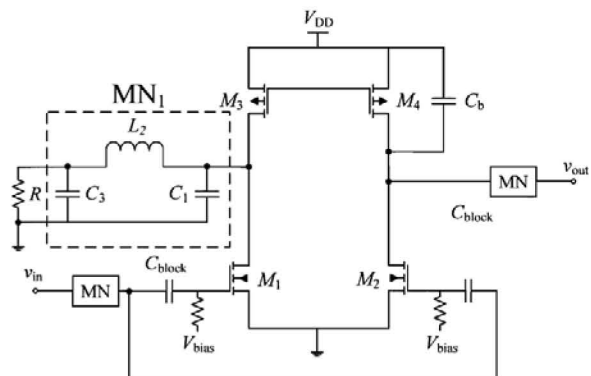 V_DD
MN_1
M_3
M_4
C_b
L_2
R
C_3
C_1
v_out
MN
C_block
C_block
v_in
MN
M_1
M_2
V_bias
V_bias